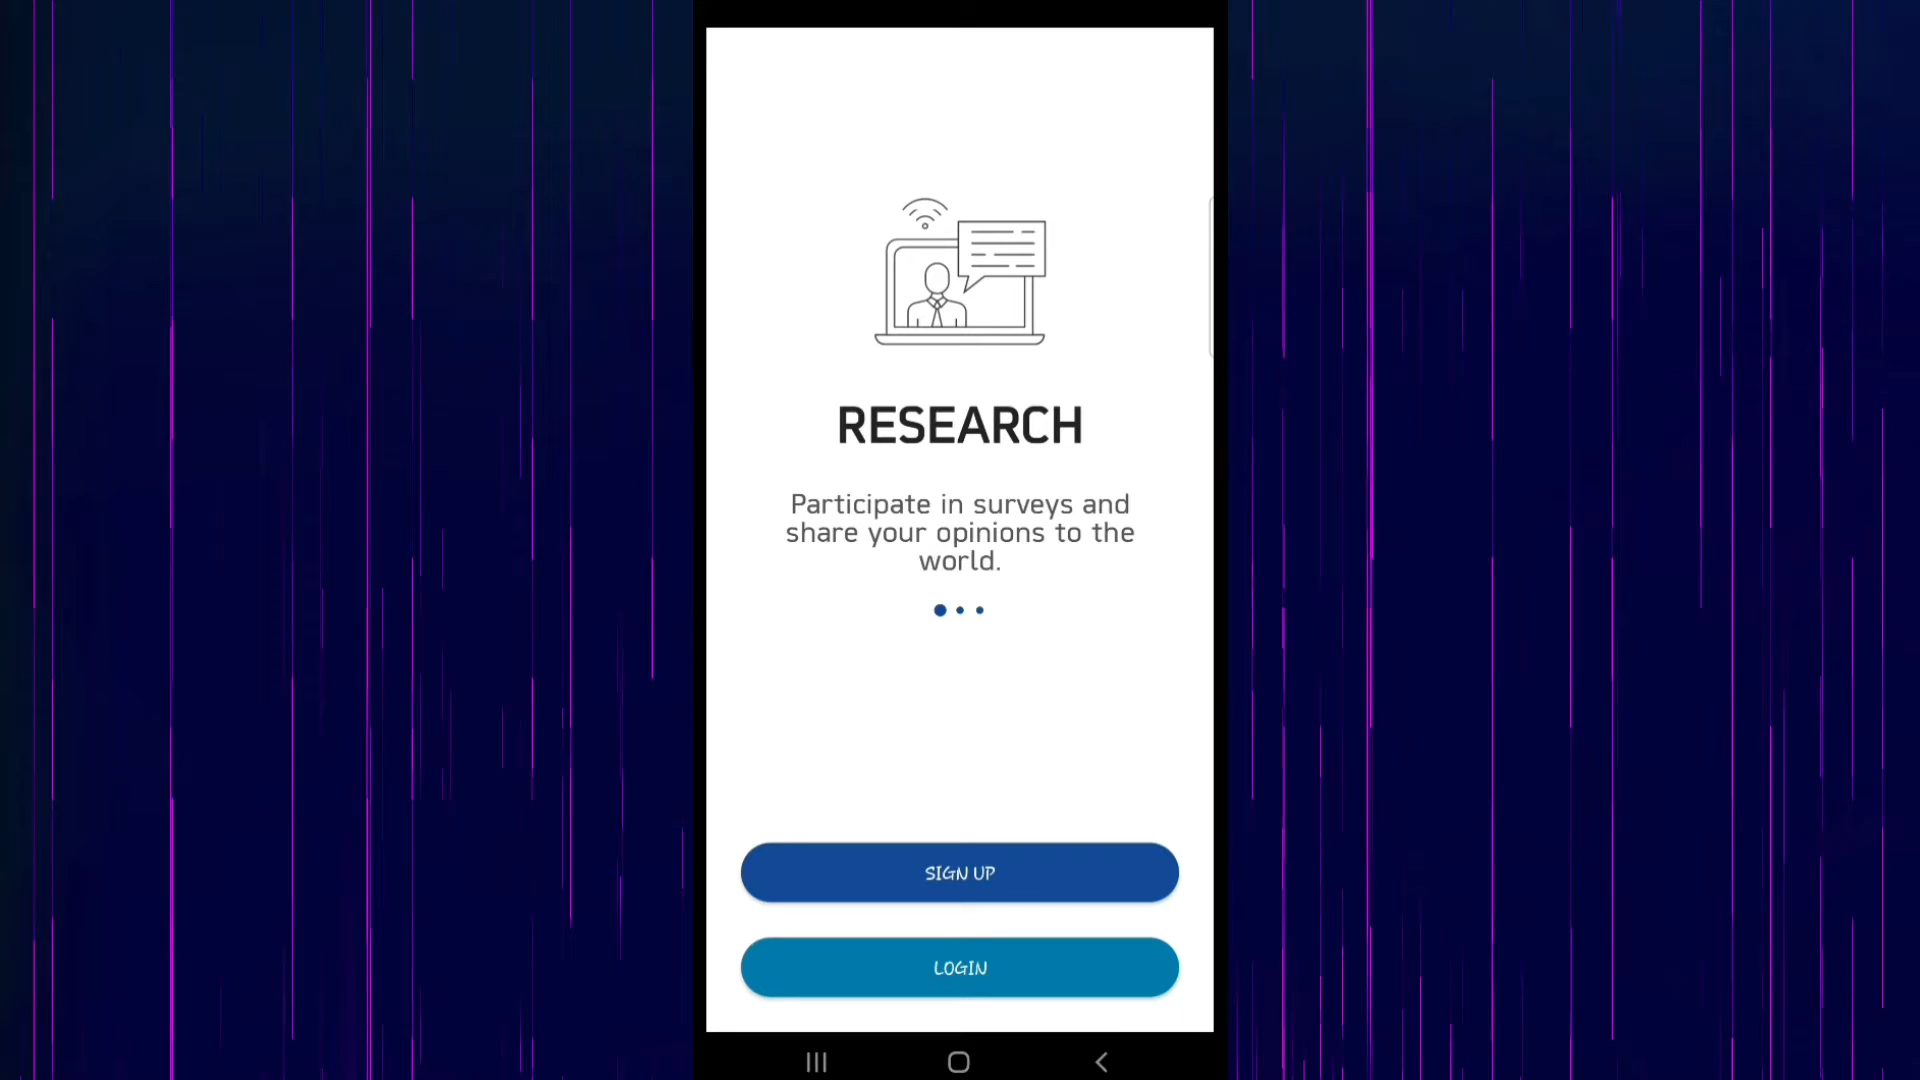 RESEARCH
Participate in surveys and
share your opinions to the
world.
SIGN UP
LOGIN